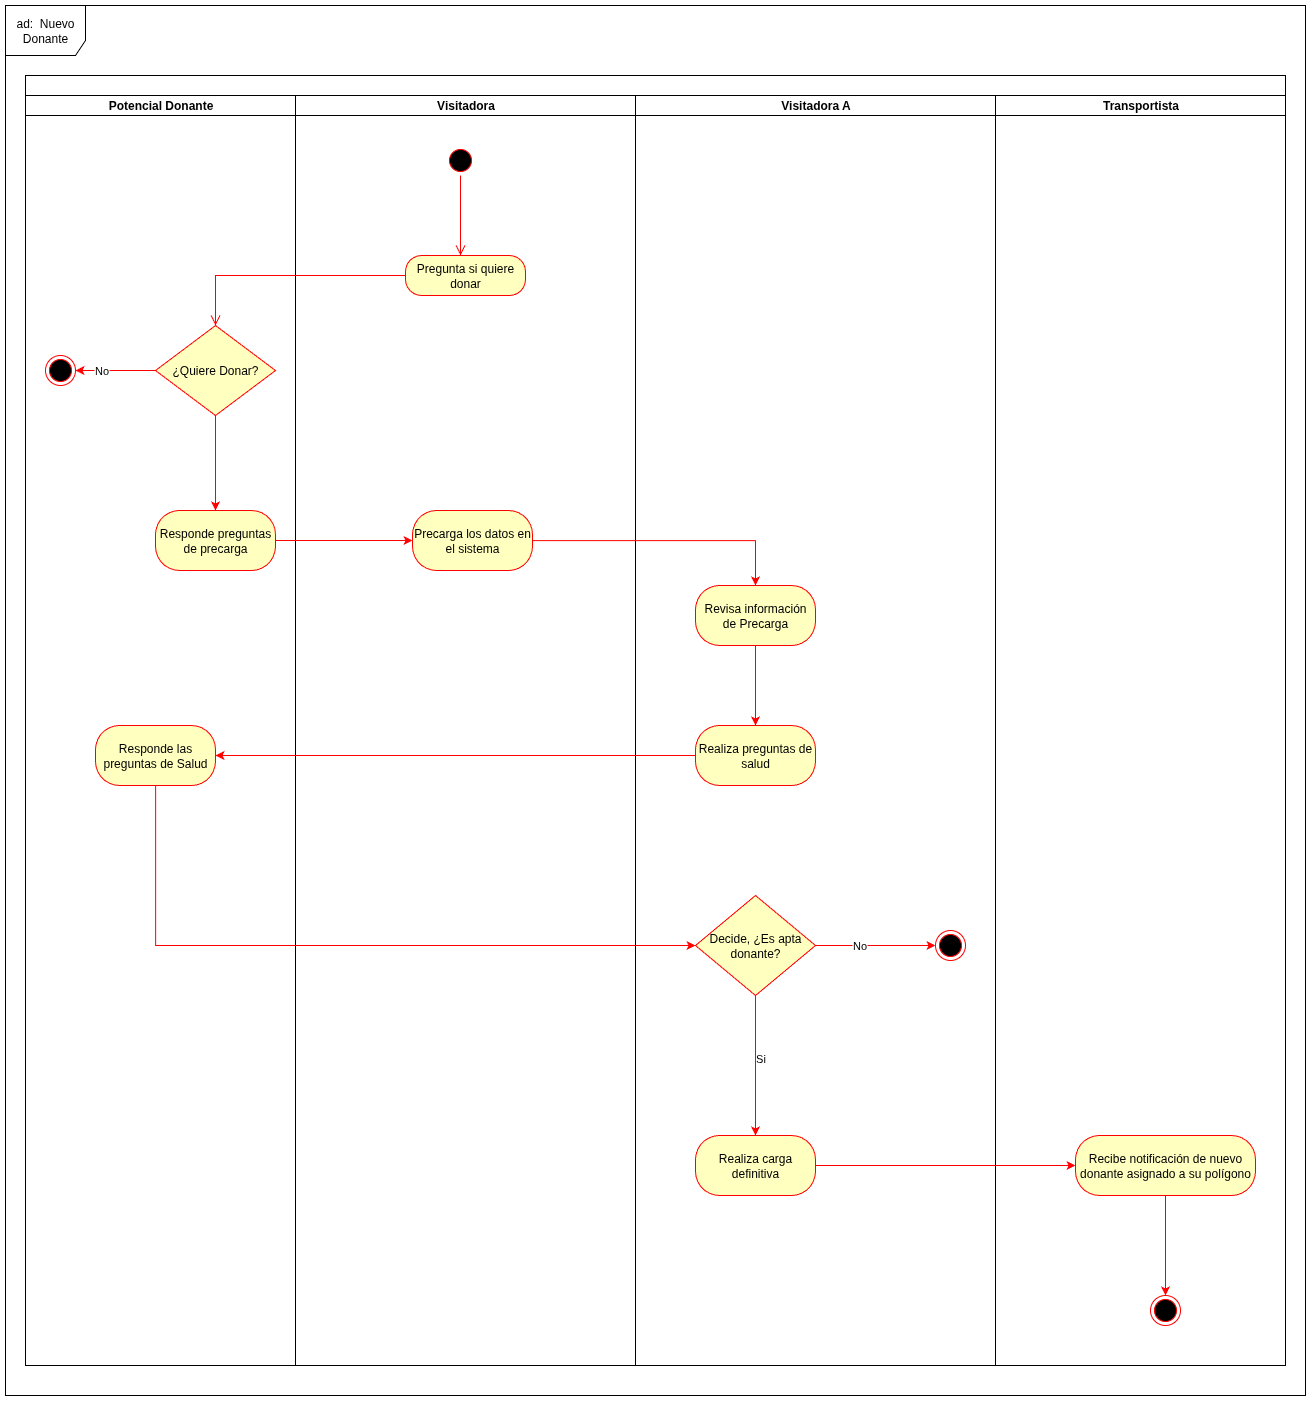 ad: Nuevo
Donante
Potencial Donante
Visitadora
Visitadora A
Transportista
Pregunta si quiere
donar
¿Quiere Donar?
No
Responde preguntas
de precarga
Precarga los datos en
el sistema
Revisa información
de Precarga
Realiza preguntas de
salud
Responde las
preguntas de Salud
Decide, ¿Es apta
donante?
No
Si
Realiza carga
definitiva
Recibe notificación de nuevo
donante asignado a su polígono